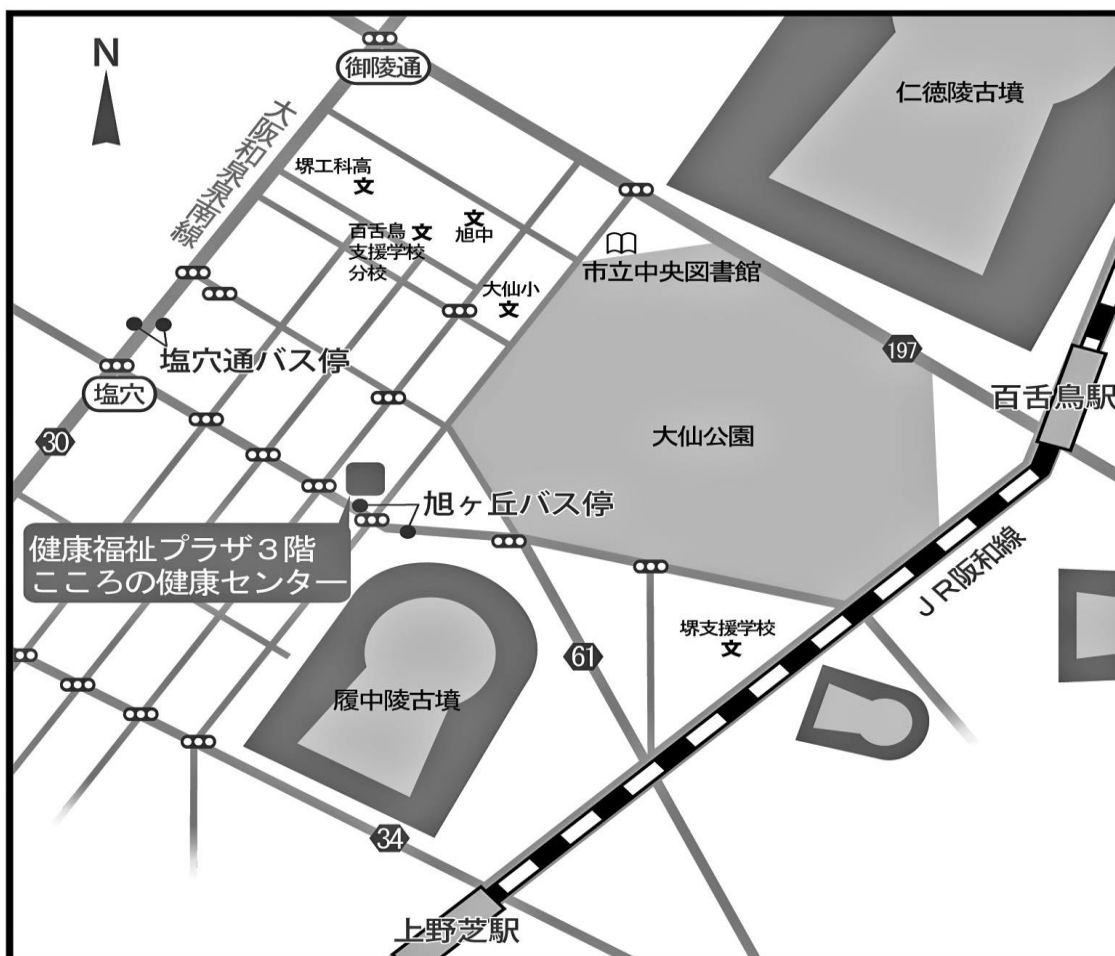 N
御陵通
仁徳陵古墳
大阪和泉泉南線
堺工科高
文
文
旭中
百舌鳥
支援学校
分校
文
市立中央図書館
大仙小
文
197
塩穴通バス停
塩穴
百舌鳥駅
30
大仙公園
旭ヶ丘バス停
健康福祉プラザ3階
こころの健康センター
JR阪和線
堺支援学校
文
61
履中陵古墳
34
上野芝駅